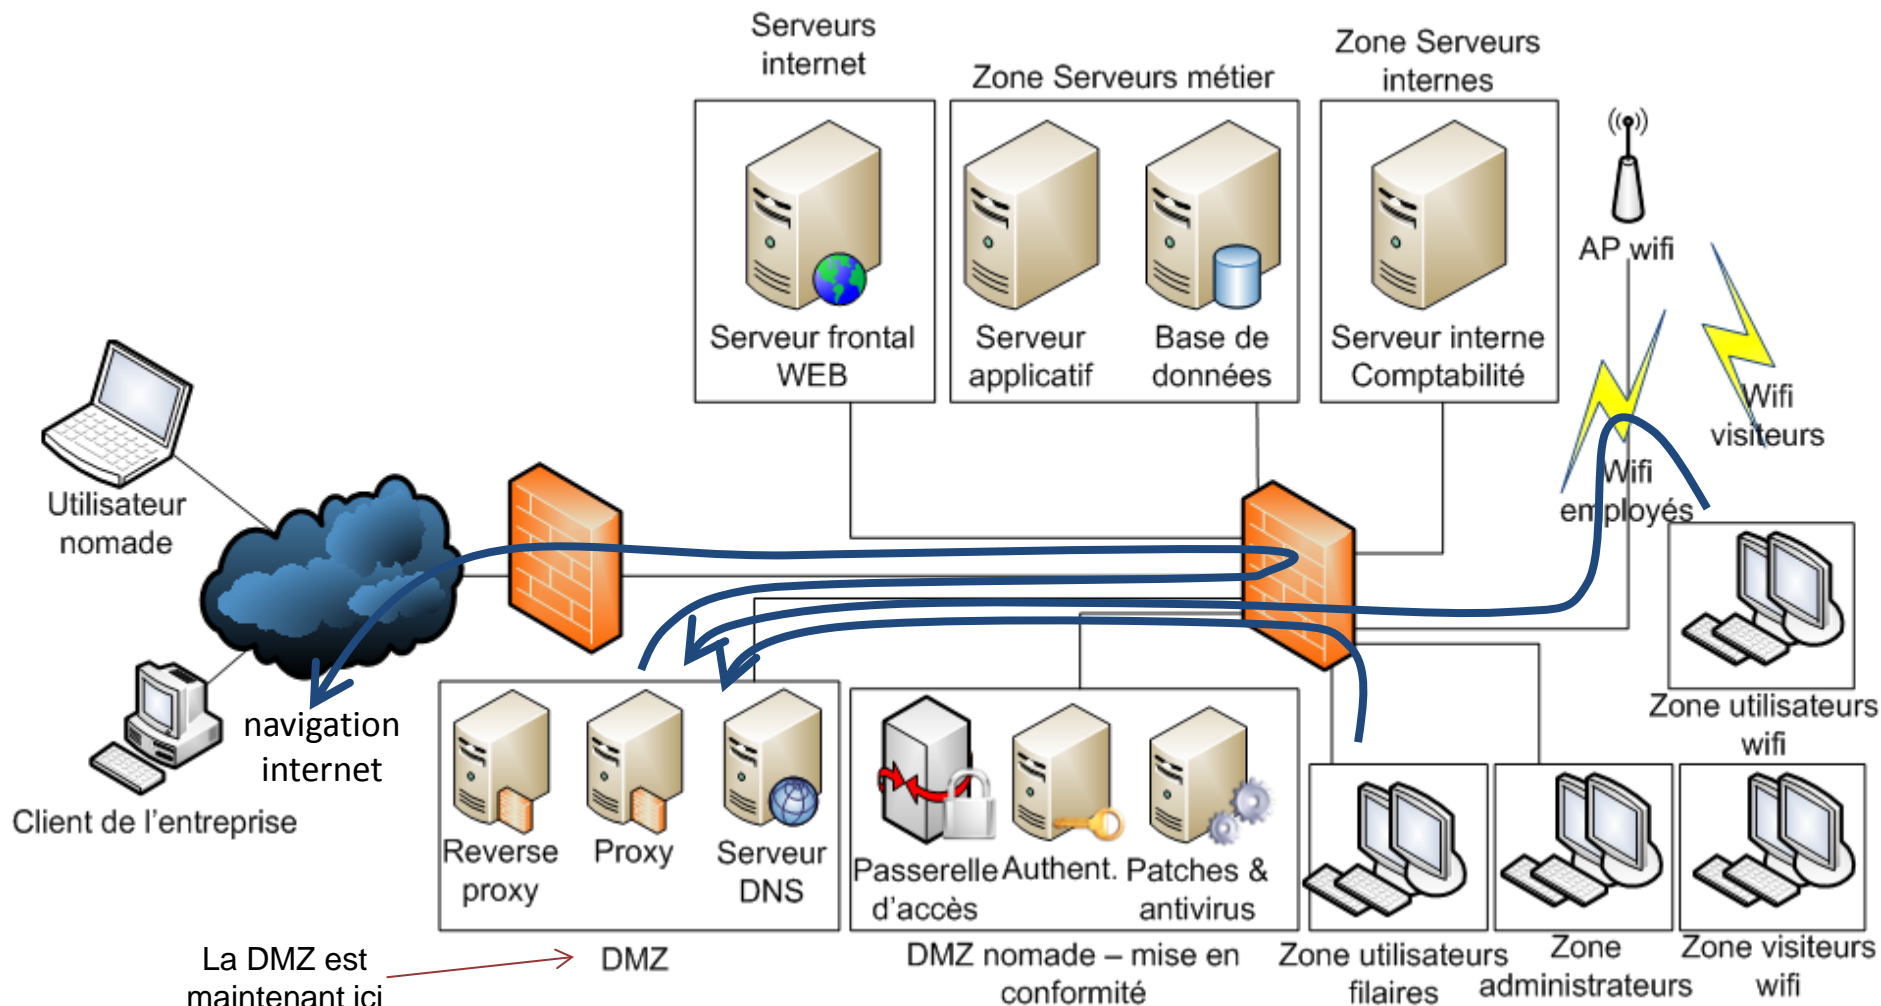 Serveurs
internet
Zone Serveurs métier
Zone Serveurs
internes
Serveur frontal
WEB
Serveur
applicatif
Base de
données
Serveur interne
Comptabilité
AP wifi
Wifi
visiteurs
Wifi
employés
Utilisateur
nomade
Client de l'entreprise
navigation
internet
Reverse
proxy
Proxy
Serveur
DNS
Passerelle
d'accès
Authent.
Patches &
antivirus
Zone utilisateurs
wifi
La DMZ est
maintenant ici
DMZ
DMZ nomade – mise en
conformité
Zone utilisateurs
filaires
Zone
administrateurs
Zone visiteurs
wifi